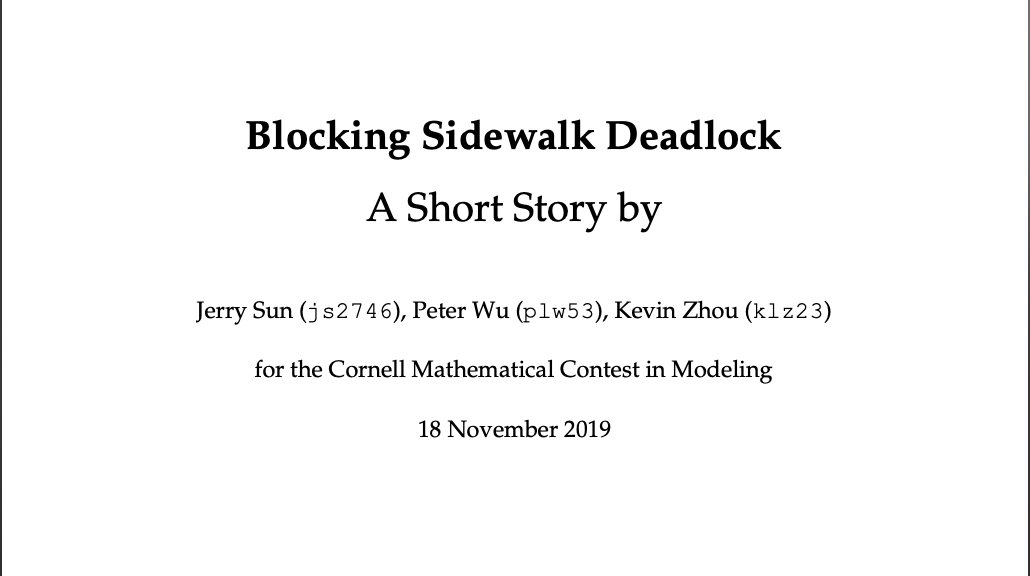 Blocking Sidewalk Deadlock
A Short Story by
Jerry Sun (js2746), Peter Wu (plw53), Kevin Zhou (klz23)
for the Cornell Mathematical Contest in Modeling
18 November 2019